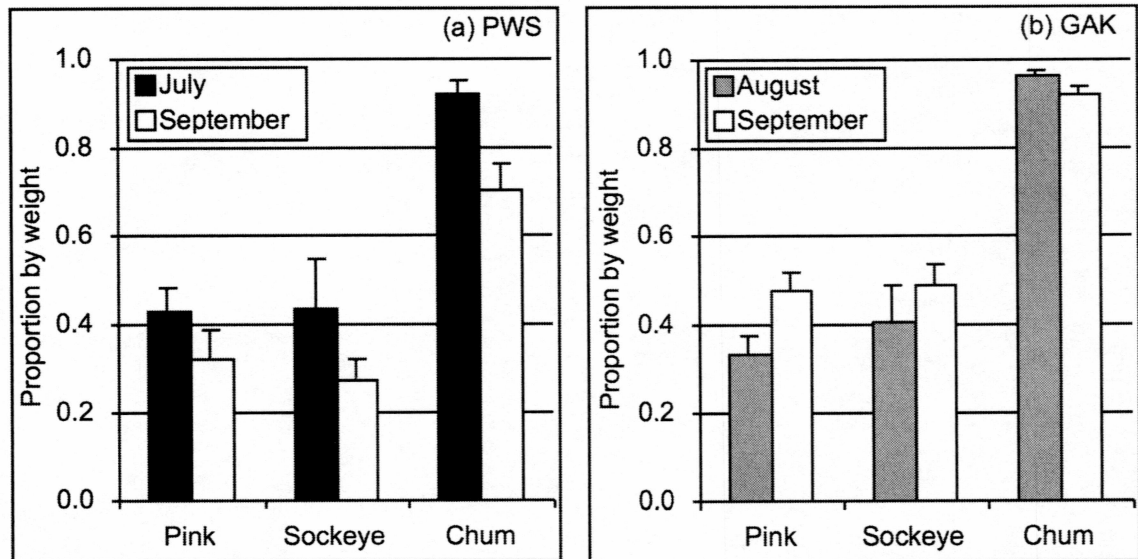 (a) PWS
July
September
Proportion by weight
1.0
0.8
0.6
0.4
0.2
0.0
Pink Sockeye Chum
(b) GAK
August
September
Proportion by weight
1.0
0.8
0.6
0.4
0.2
0.0
Pink Sockeye Chum